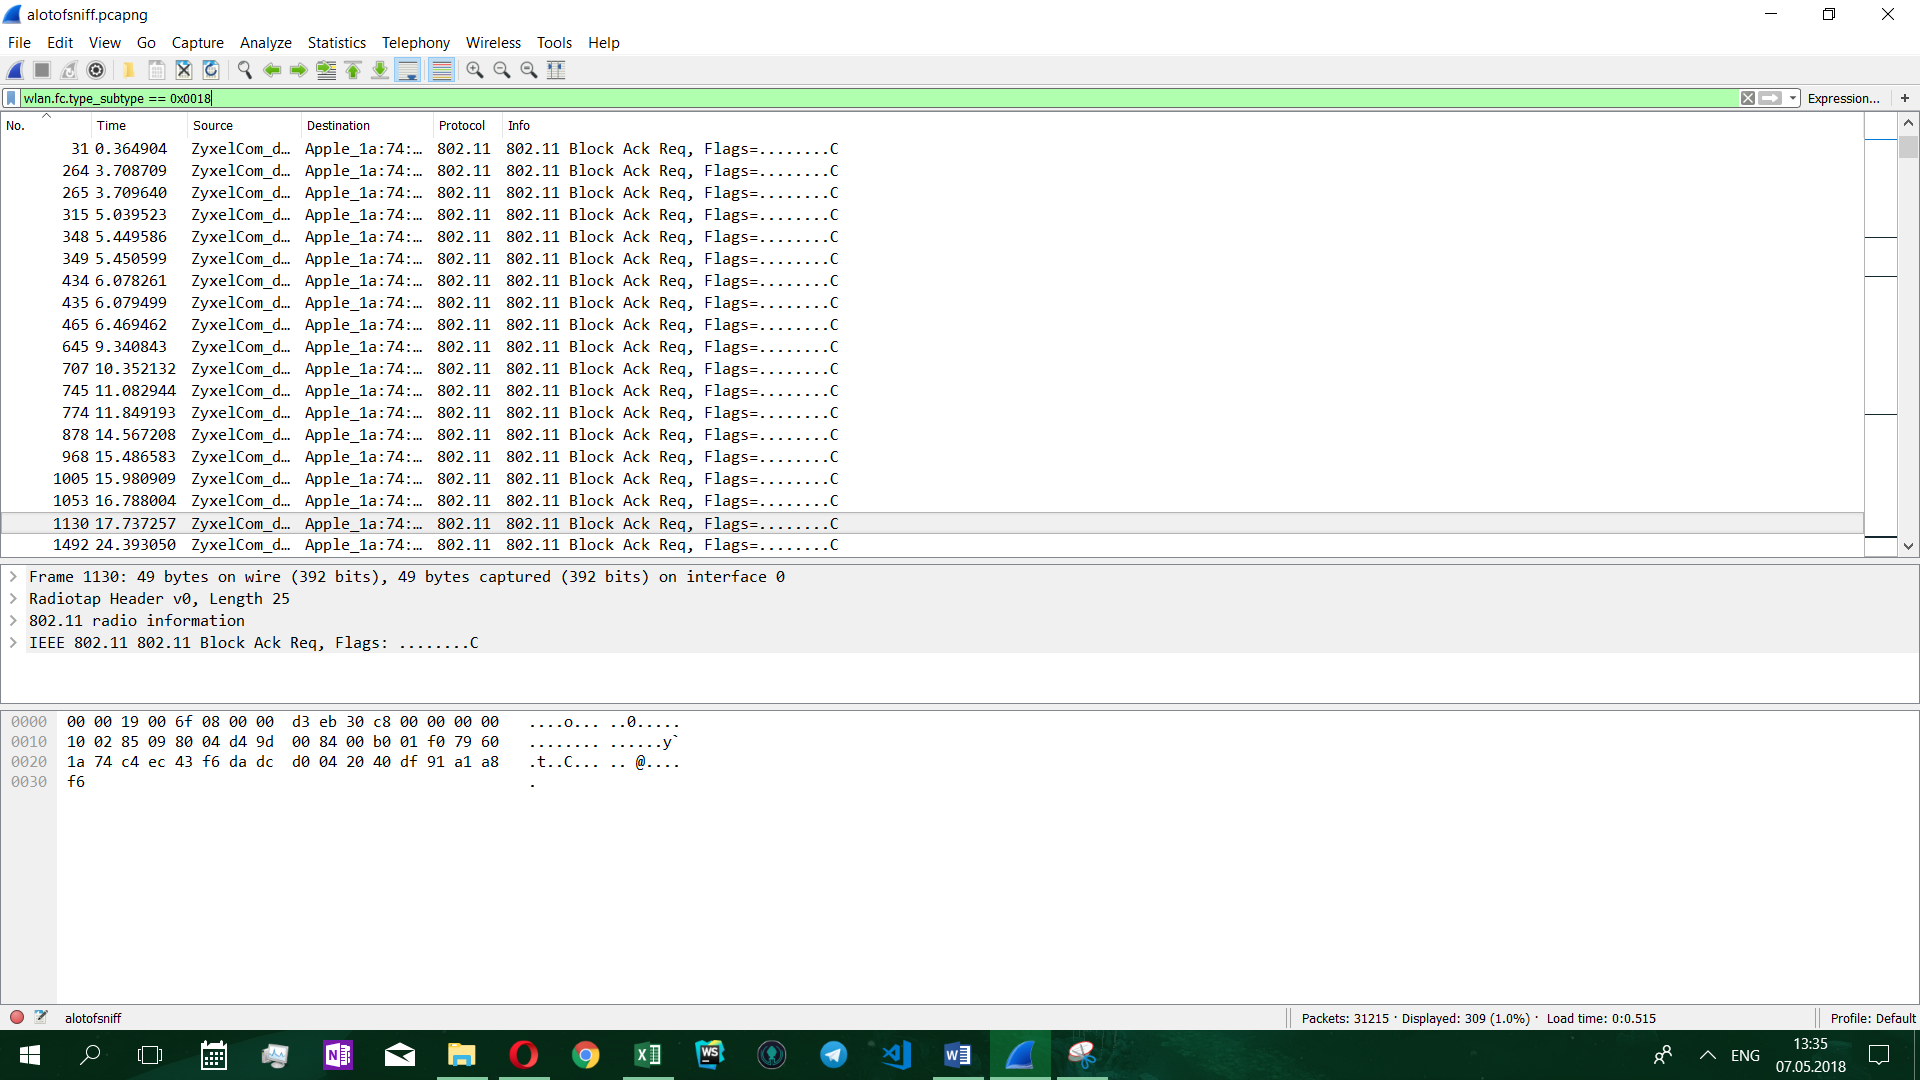 alotofsniff.pcapng
File Edit View Go Capture Analyze Statistics Telephony Wireless Tools Help
wlan.fc.type_subtype == 0x0018 Expression... +
No. Time Source Destination Protocol Info
31 0.364904 ZyxelCom_d… Apple_1a:74:… 802.11 802.11 Block Ack Req, Flags=........C
264 3.708709 ZyxelCom_d… Apple_1a:74:… 802.11 802.11 Block Ack Req, Flags=........C
265 3.709640 ZyxelCom_d… Apple_1a:74:… 802.11 802.11 Block Ack Req, Flags=........C
315 5.039523 ZyxelCom_d… Apple_1a:74:… 802.11 802.11 Block Ack Req, Flags=........C
348 5.449586 ZyxelCom_d… Apple_1a:74:… 802.11 802.11 Block Ack Req, Flags=........C
349 5.450599 ZyxelCom_d… Apple_1a:74:… 802.11 802.11 Block Ack Req, Flags=........C
434 6.078261 ZyxelCom_d… Apple_1a:74:… 802.11 802.11 Block Ack Req, Flags=........C
435 6.079499 ZyxelCom_d… Apple_1a:74:… 802.11 802.11 Block Ack Req, Flags=........C
465 6.469462 ZyxelCom_d… Apple_1a:74:… 802.11 802.11 Block Ack Req, Flags=........C
645 9.340843 ZyxelCom_d… Apple_1a:74:… 802.11 802.11 Block Ack Req, Flags=........C
707 10.352132 ZyxelCom_d… Apple_1a:74:… 802.11 802.11 Block Ack Req, Flags=........C
745 11.082944 ZyxelCom_d… Apple_1a:74:… 802.11 802.11 Block Ack Req, Flags=........C
774 11.849193 ZyxelCom_d… Apple_1a:74:… 802.11 802.11 Block Ack Req, Flags=........C
878 14.567208 ZyxelCom_d… Apple_1a:74:… 802.11 802.11 Block Ack Req, Flags=........C
968 15.486583 ZyxelCom_d… Apple_1a:74:… 802.11 802.11 Block Ack Req, Flags=........C
1005 15.980909 ZyxelCom_d… Apple_1a:74:… 802.11 802.11 Block Ack Req, Flags=........C
1053 16.788004 ZyxelCom_d… Apple_1a:74:… 802.11 802.11 Block Ack Req, Flags=........C
1130 17.737257 ZyxelCom_d… Apple_1a:74:… 802.11 802.11 Block Ack Req, Flags=........C
1492 24.393050 ZyxelCom_d… Apple_1a:74:… 802.11 802.11 Block Ack Req, Flags=........C
Frame 1130: 49 bytes on wire (392 bits), 49 bytes captured (392 bits) on interface 0
Radiotap Header v0, Length 25
802.11 radio information
IEEE 802.11 802.11 Block Ack Req, Flags: ........C
0000 00 00 19 00 6f 08 00 00 d3 eb 30 c8 00 00 00 00 ....o... ..0.....
0010 10 02 85 09 80 04 d4 9d 00 84 00 b0 01 f0 79 60 ........ ......y`
0020 1a 74 c4 ec 43 f6 da dc d0 04 20 40 df 91 a1 a8 .t..C... .. @....
0030 f6 .
alotofsniff Packets: 31215 · Displayed: 309 (1.0%) · Load time: 0:0.515 Profile: Default
N WS ENG 13:35
07.05.2018